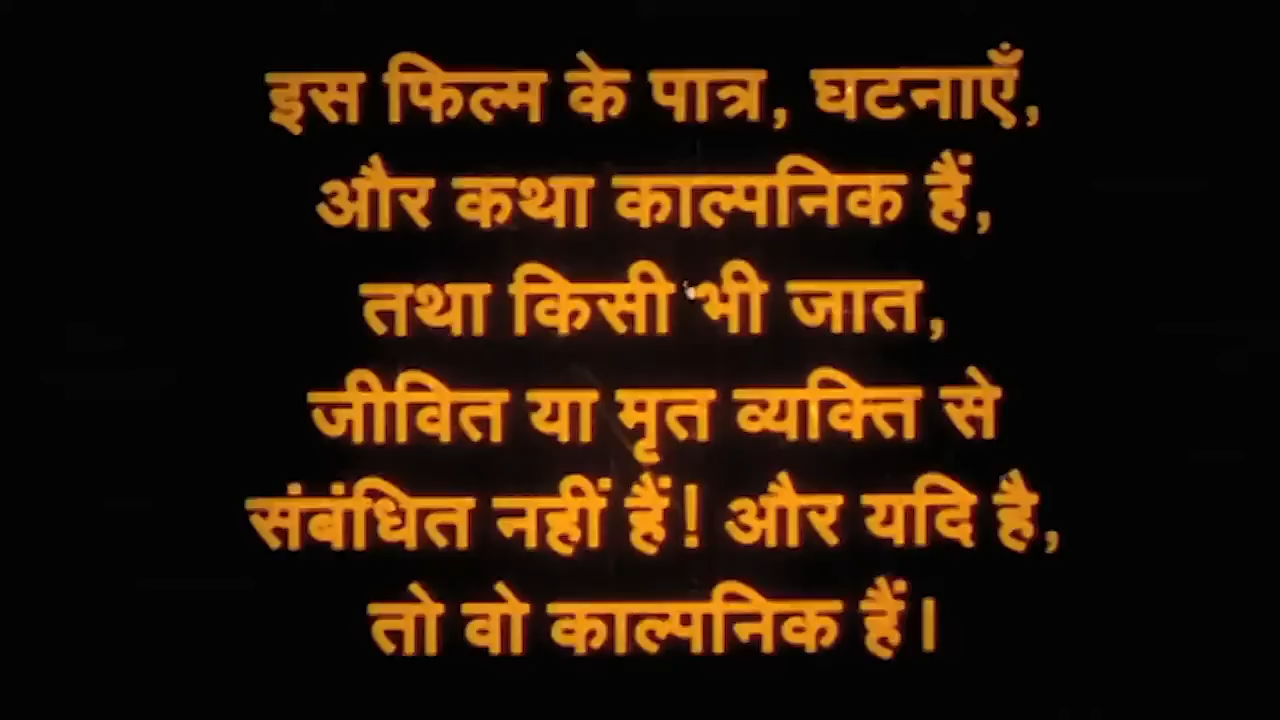 इस फिल्म के पात्र, घटनाएँ,
और कथा काल्पनिक हैं,
तथा किसी भी जात,
जीवित या मृत व्यक्ति से
संबंधित नहीं हैं! और यदि है,
तो वो काल्पनिक हैं।